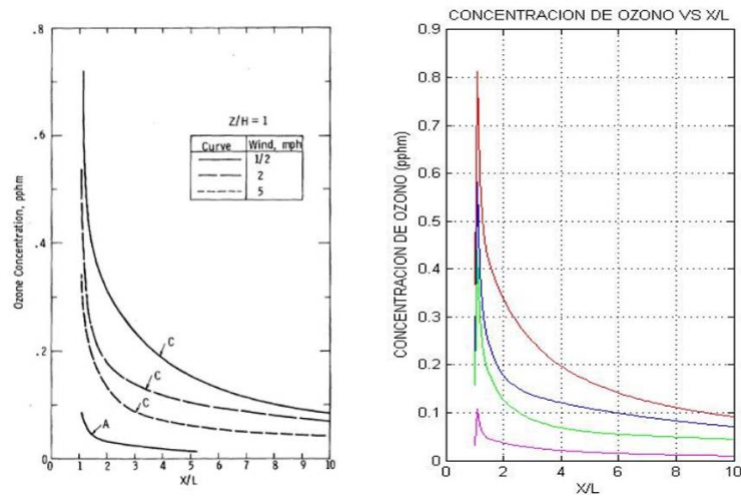 .8
.6
.4
.2
0
Ozone Concentration, pphm
Z/H = 1
Curve Wind, mph
1/2
2
5
C
C
C
A
0 1 2 3 4 5 6 7 8 9 10
X/L
CONCENTRACION DE OZONO VS X/L
0.9
0.8
0.7
0.6
0.5
0.4
0.3
0.2
0.1
0
CONCENTRACION DE OZONO (pphm)
0 2 4 6 8 10
X/L